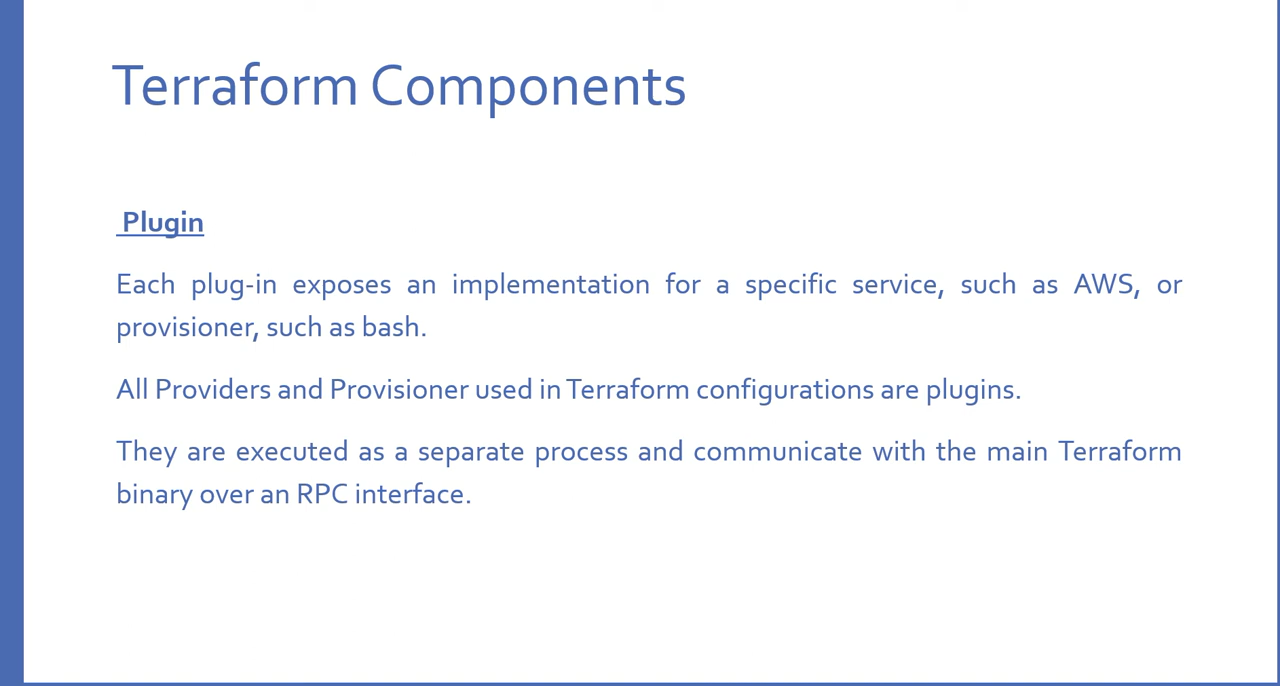 Terraform Components
Plugin
Each plug-in exposes an implementation for a specific service, such as AWS, or
provisioner, such as bash.
All Providers and Provisioner used in Terraform configurations are plugins.
They are executed as a separate process and communicate with the main Terraform
binary over an RPC interface.